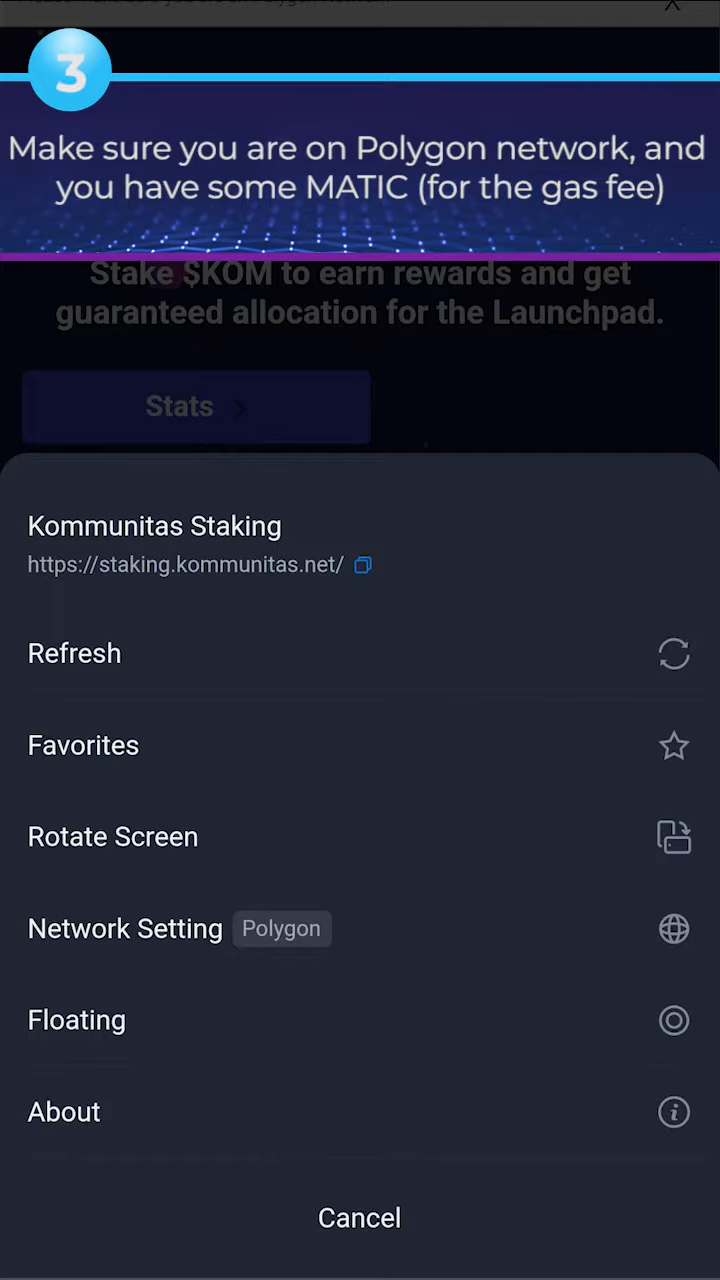 3
Make sure you are on Polygon network, and
you have some MATIC (for the gas fee)
Stake $KOM to earn rewards and get
guaranteed allocation for the Launchpad.
Stats
Kommunitas Staking
https://staking.kommunitas.net/
Refresh
Favorites
Rotate Screen
Network Setting Polygon
Floating
About
Cancel